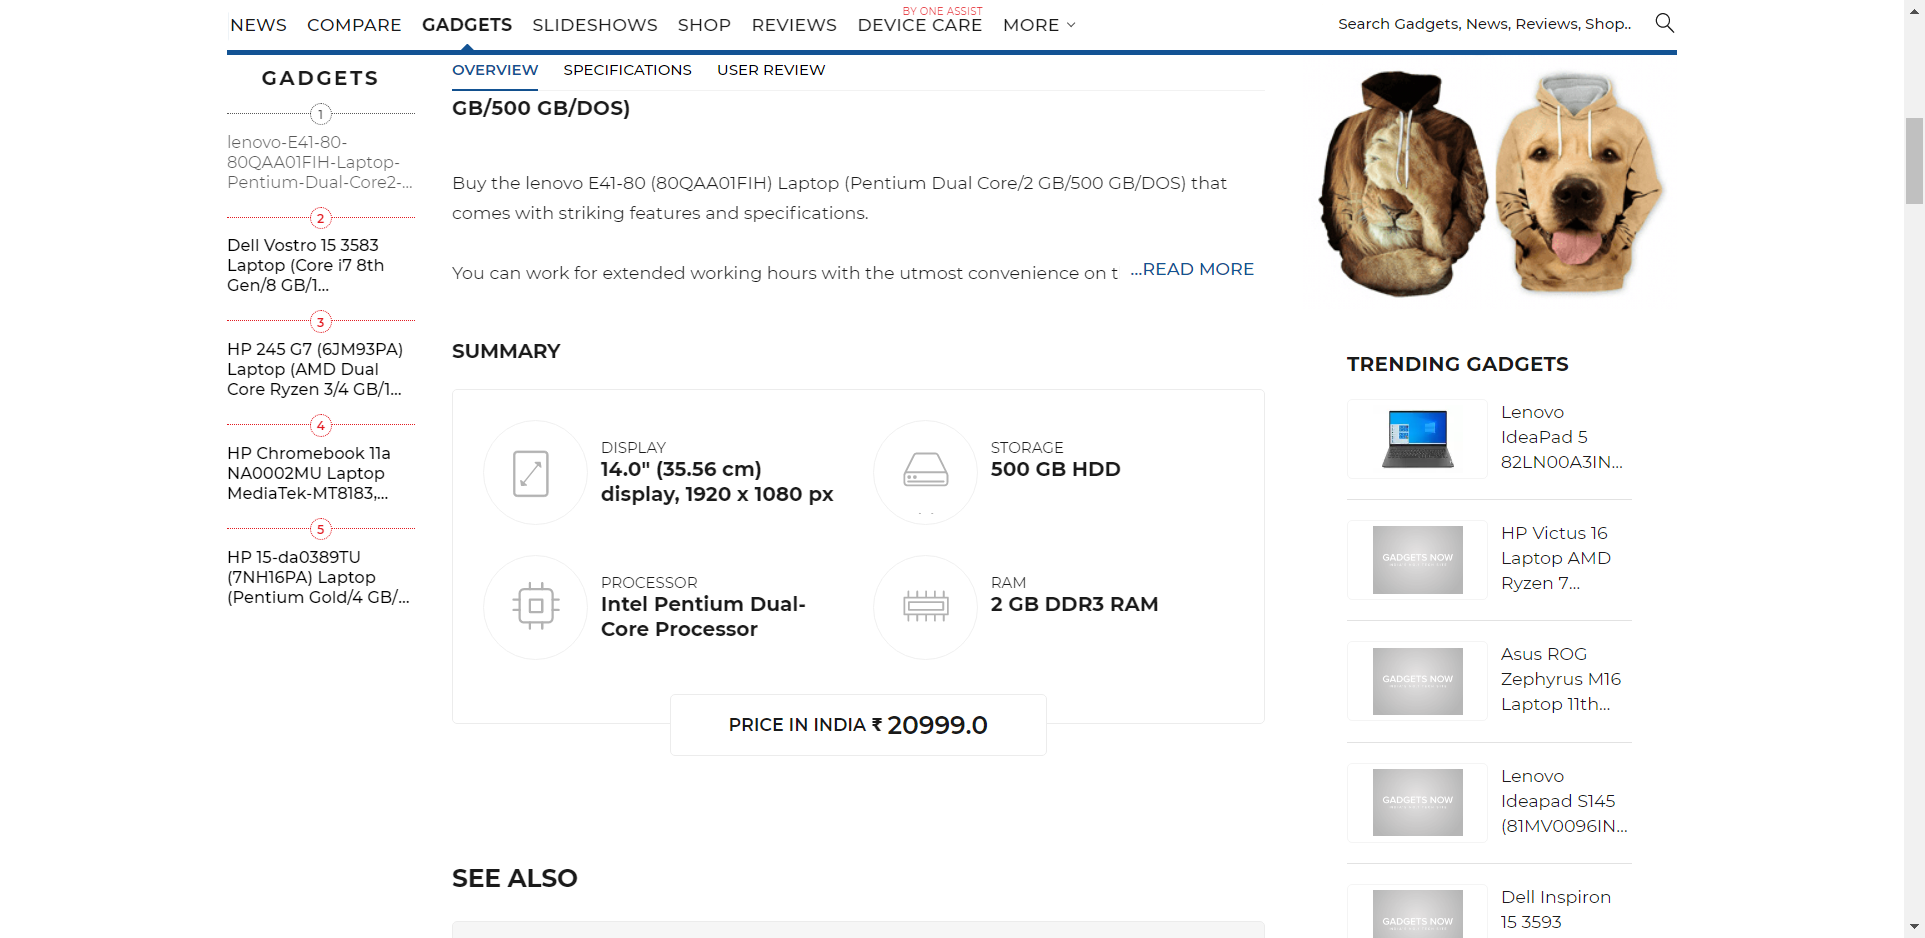 BY ONE ASSIST
NEWS COMPARE GADGETS SLIDESHOWS SHOP REVIEWS DEVICE CARE MORE
Search Gadgets, News, Reviews, Shop..
GADGETS
1
lenovo-E41-80-
80QAA01FIH-Laptop-
Pentium-Dual-Core2-...
2
Dell Vostro 15 3583
Laptop (Core i7 8th
Gen/8 GB/1...
3
HP 245 G7 (6JM93PA)
Laptop (AMD Dual
Core Ryzen 3/4 GB/1...
4
HP Chromebook 11a
NA0002MU Laptop
MediaTek-MT8183,...
5
HP 15-da0389TU
(7NH16PA) Laptop
(Pentium Gold/4 GB/...
OVERVIEW SPECIFICATIONS USER REVIEW
GB/500 GB/DOS)
Buy the lenovo E41-80 (80QAA01FIH) Laptop (Pentium Dual Core/2 GB/500 GB/DOS) that
comes with striking features and specifications.
You can work for extended working hours with the utmost convenience on t ...READ MORE
SUMMARY
DISPLAY
14.0" (35.56 cm)
display, 1920 x 1080 px
STORAGE
500 GB HDD
PROCESSOR
Intel Pentium Dual-
Core Processor
RAM
2 GB DDR3 RAM
PRICE IN INDIA ₹ 20999.0
SEE ALSO
TRENDING GADGETS
Lenovo
IdeaPad 5
82LN00A3IN...
GADGETS NOW
HP Victus 16
Laptop AMD
Ryzen 7...
GADGETS NOW
Asus ROG
Zephyrus M16
Laptop 11th...
GADGETS NOW
Lenovo
Ideapad S145
(81MV0096IN...
GADGETS NOW
Dell Inspiron
15 3593